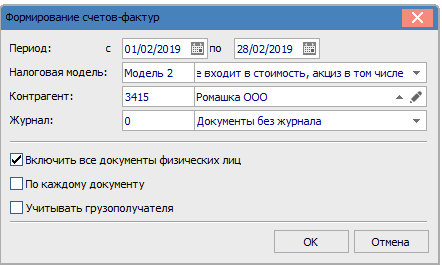 Формирование счетов-фактур
Период: с 01/02/2019 по 28/02/2019
Налоговая модель: Модель 2 е входит в стоимость, акциз в том числе
Контрагент: 3415 Ромашка ООО
Журнал: 0 Документы без журнала
Включить все документы физических лиц
По каждому документу
Учитывать грузополучателя
OK Отмена